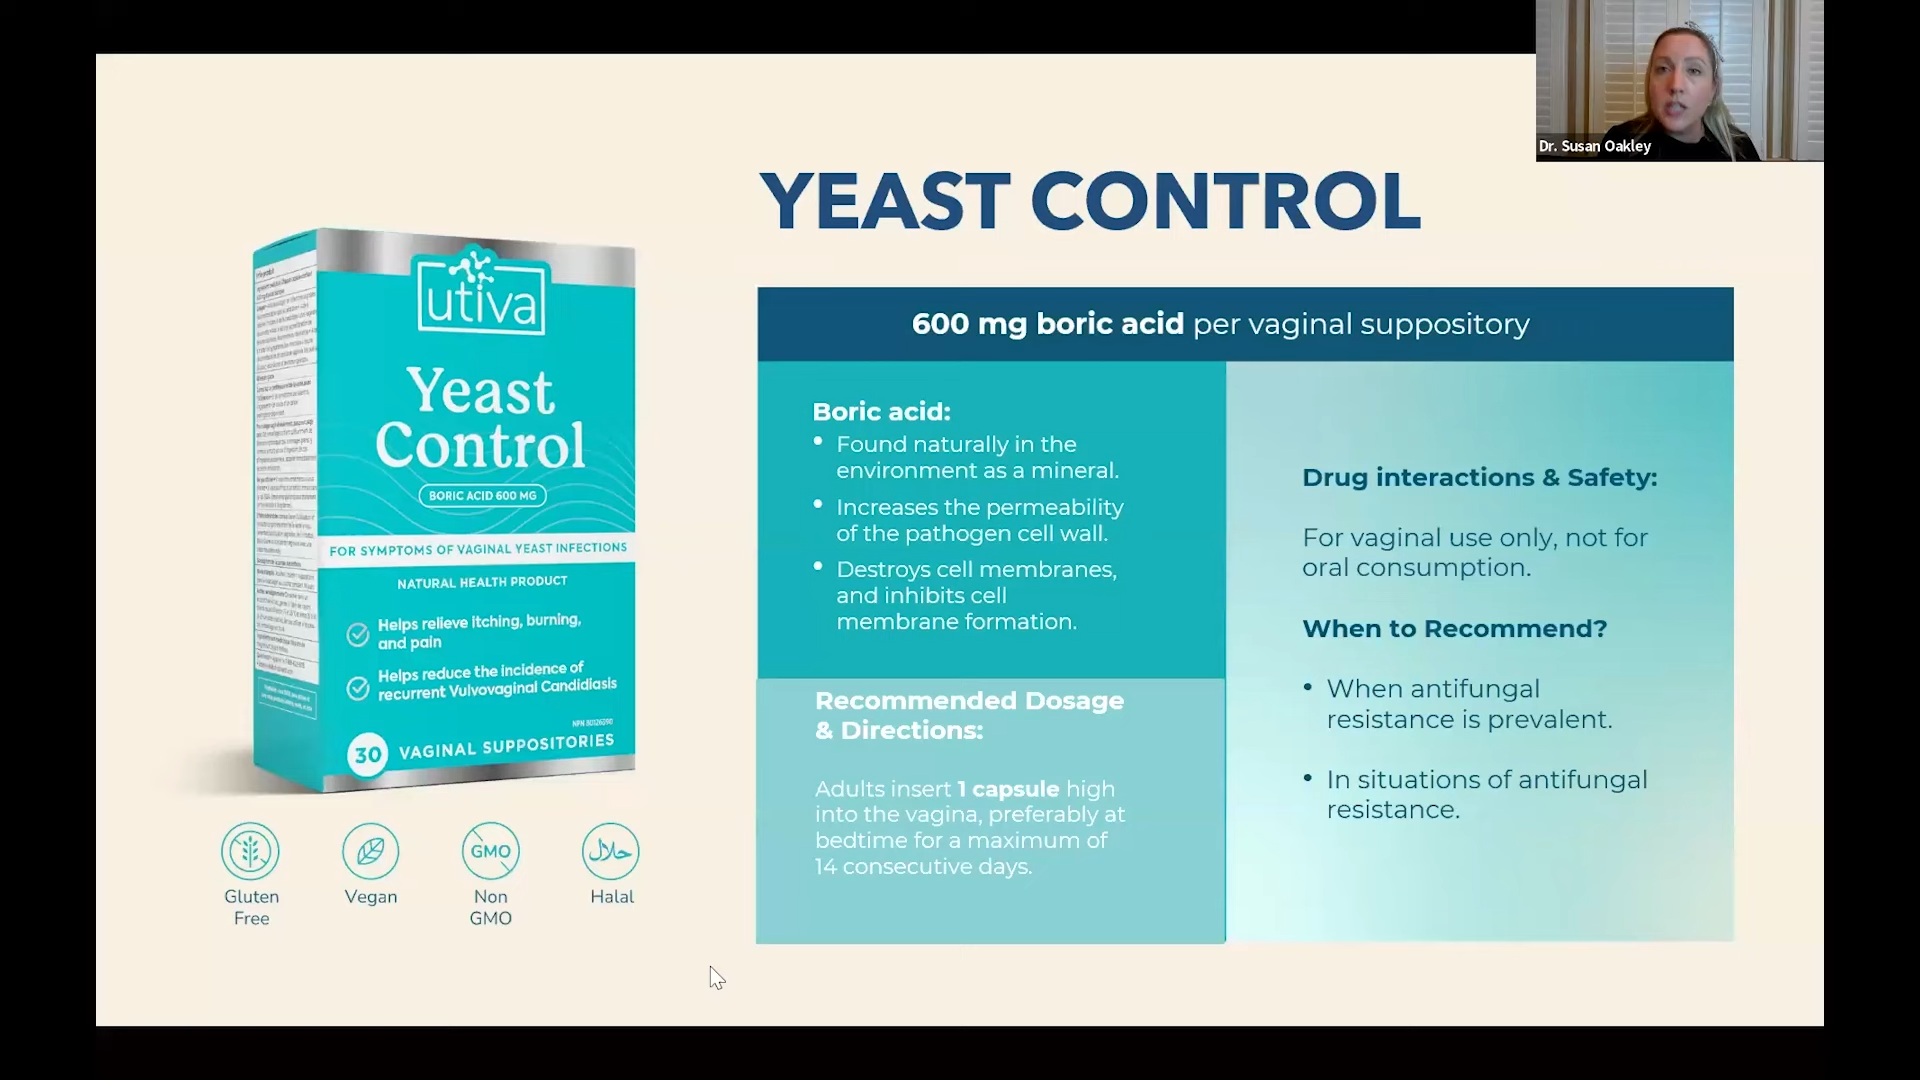 Dr. Susan Oakley
YEAST CONTROL
utiva
Yeast
Control
BORIC ACID 600 MG
FOR SYMPTOMS OF VAGINAL YEAST INFECTIONS
NATURAL HEALTH PRODUCT
Helps relieve itching, burning,
and pain
Helps reduce the incidence of
recurrent Vulvovaginal Candidiasis
30 VAGINAL SUPPOSITORIES
Gluten
Free
Vegan
GMO
Non
GMO
حلال
Halal
600 mg boric acid per vaginal suppository
Boric acid:
• Found naturally in the
environment as a mineral.
• Increases the permeability
of the pathogen cell wall.
• Destroys cell membranes,
and inhibits cell
membrane formation.
Recommended Dosage
& Directions:
Adults insert 1 capsule high
into the vagina, preferably at
bedtime for a maximum of
14 consecutive days.
Drug interactions & Safety:
For vaginal use only, not for
oral consumption.
When to Recommend?
• When antifungal
resistance is prevalent.
• In situations of antifungal
resistance.